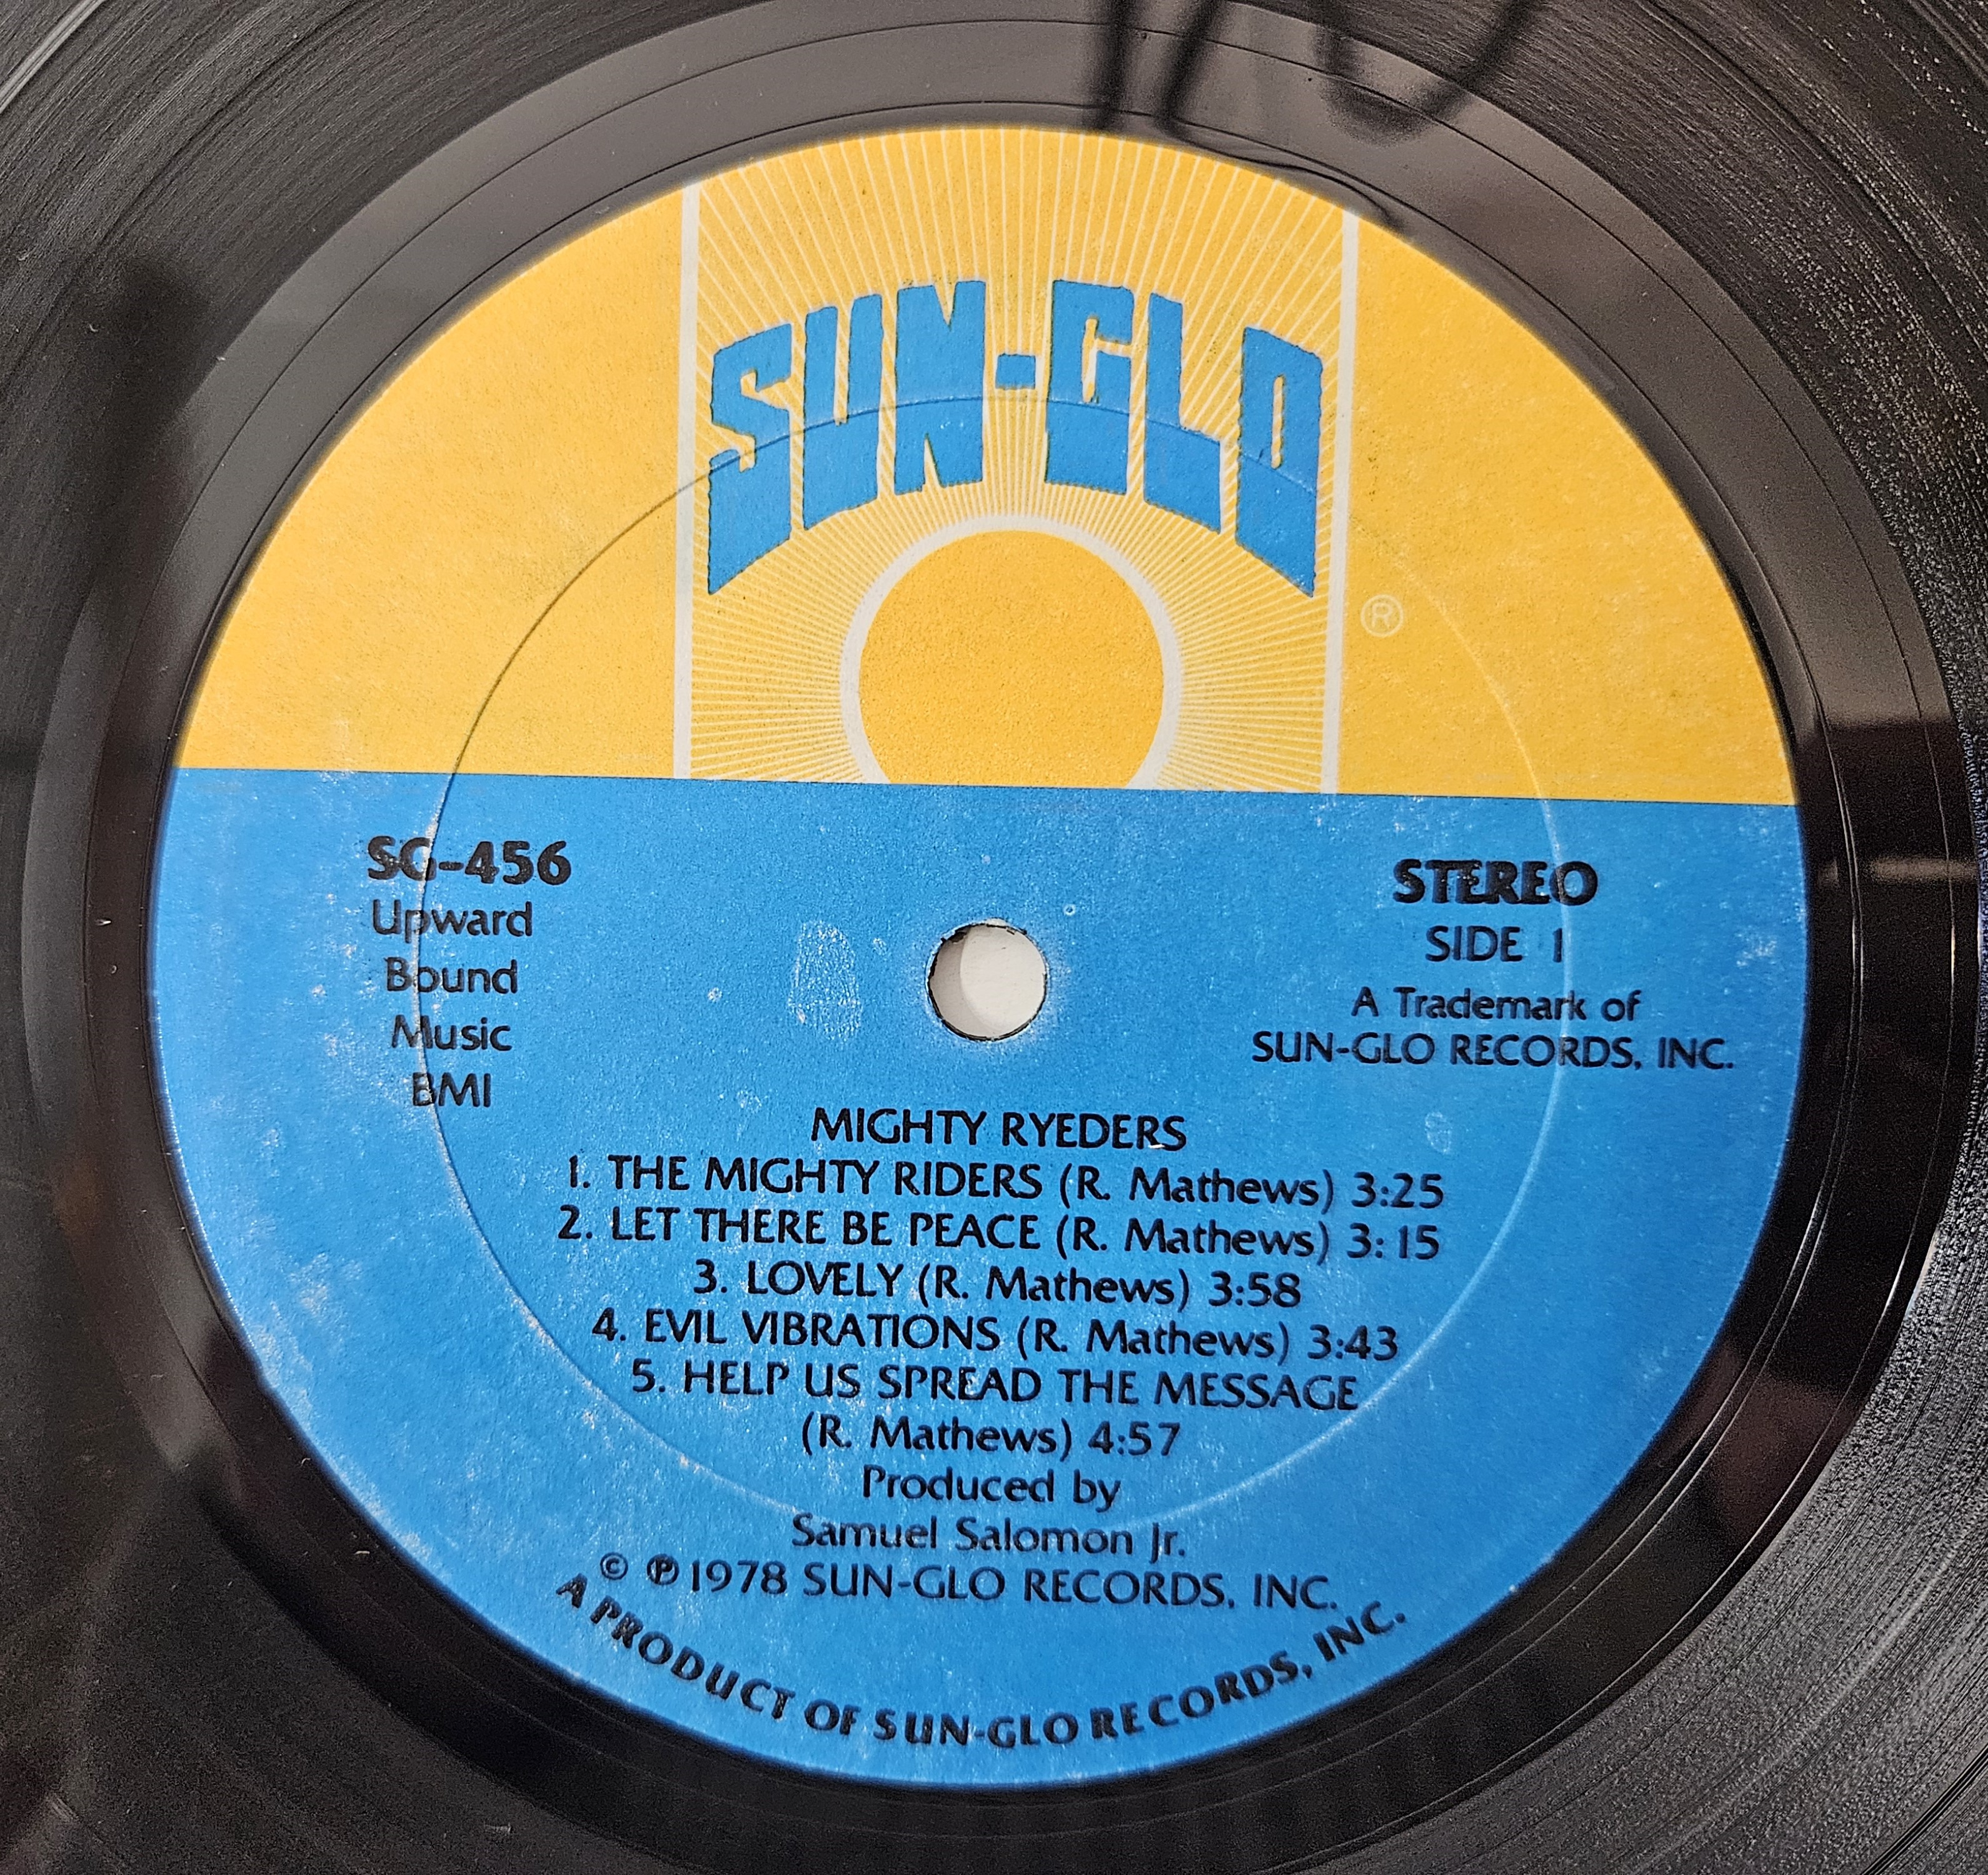 SUN-GLO
®
SG-456
Upward
Bound
Music
BMI
STEREO
SIDE 1
A Trademark of
SUN-GLO RECORDS, INC.
MIGHTY RYEDERS
1. THE MIGHTY RIDERS (R. Mathews) 3:25
2. LET THERE BE PEACE (R. Mathews) 3:15
3. LOVELY (R. Mathews) 3:58
4. EVIL VIBRATIONS (R. Mathews) 3:43
5. HELP US SPREAD THE MESSAGE
(R. Mathews) 4:57
Produced by
Samuel Salomon Jr.
© ℗ 1978 SUN-GLO RECORDS, INC.
A PRODUCT OF SUN-GLO RECORDS, INC.